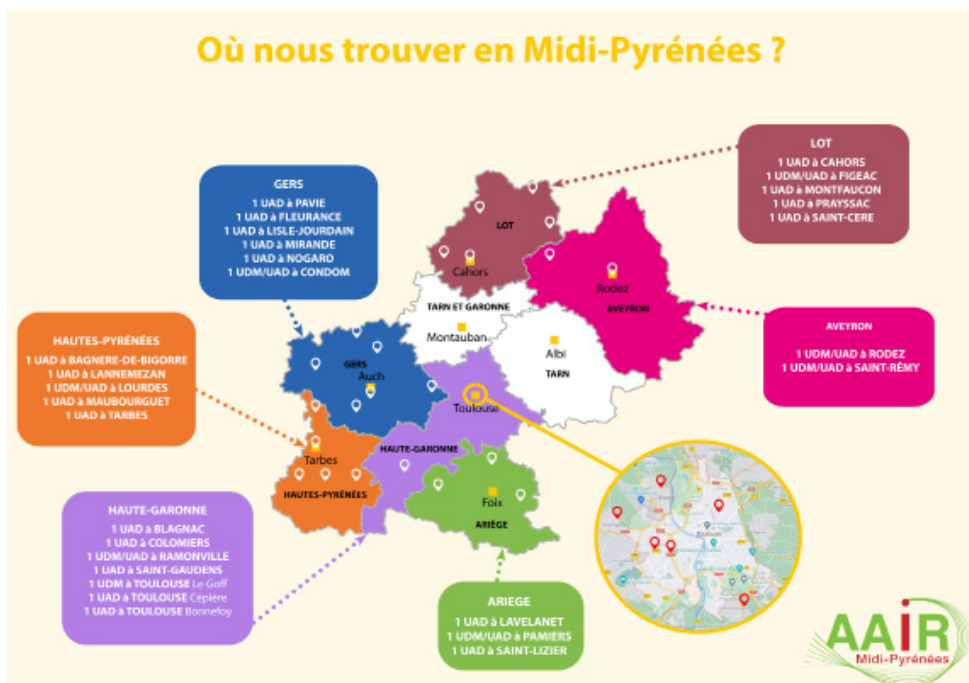 Où nous trouver en Midi-Pyrénées ?
LOT
1 UAD à CAHORS
1 UDM/UAD à FIGEAC
1 UAD à MONTFAUCON
1 UAD à PRAYSSAC
1 UAD à SAINT-CERE
GERS
1 UAD à PAVIE
1 UAD à FLEURANCE
1 UAD à LISLE-JOURDAIN
1 UAD à MIRANDE
1 UAD à NOGARO
1 UDM/UAD à CONDOM
LOT
Cahors
Rodez
AVEYRON
TARN ET GARONNE
Montauban
Albi
TARN
AVEYRON
1 UDM/UAD à RODEZ
1 UDM/UAD à SAINT-RÉMY
HAUTES-PYRÉNÉES
1 UAD à BAGNERE-DE-BIGORRE
1 UAD à LANNEMEZAN
1 UDM/UAD à LOURDES
1 UAD à MAUBOURGUET
1 UAD à TARBES
GERS
Auch
Toulouse
HAUTE-GARONNE
Tarbes
HAUTES-PYRÉNÉES
Foix
ARIÈGE
HAUTE-GARONNE
1 UAD à BLAGNAC
1 UAD à COLOMIERS
1 UDM/UAD à RAMONVILLE
1 UAD à SAINT-GAUDENS
1 UDM à TOULOUSE Le Goff
1 UAD à TOULOUSE Cépière
1 UAD à TOULOUSE Bonnefoy
Toulouse
ARIEGE
1 UAD à LAVELANET
1 UDM/UAD à PAMIERS
1 UAD à SAINT-LIZIER
AAIR
Midi-Pyrénées